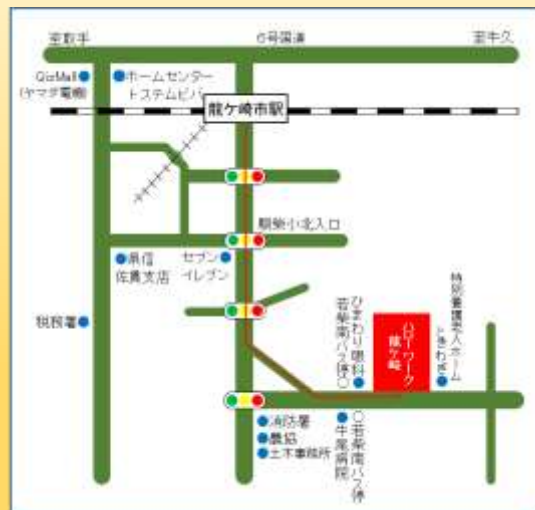 至取手
6号国道
至牛久
QizMall●
(ヤマダ電機)
●ホームセンター
トステムビバ
龍ケ崎市駅
馴柴小北入口
●県信
佐貫支店
セブン●
イレブン
税務署●
●消防署
●農協
●土木事務所
若柴南バス停○
ひまわり眼科●
ハローワーク
龍ケ崎
特別養護老人ホーム
ときわぎ●
○若柴南バス停
●牛尾病院